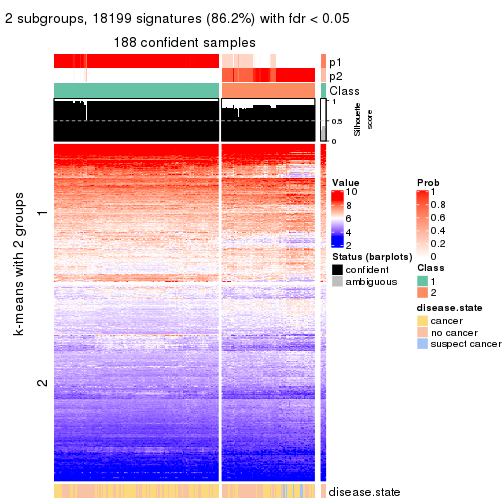 2 subgroups, 18199 signatures (86.2%) with fdr < 0.05
188 confident samples
p1
p2
Class
1
0.5
0
Silhouette
score
k-means with 2 groups
1
2
disease.state
Value
10
8
6
4
2
Status (barplots)
confident
ambiguous
Prob
1
0.8
0.6
0.4
0.2
0
Class
1
2
disease.state
cancer
no cancer
suspect cancer